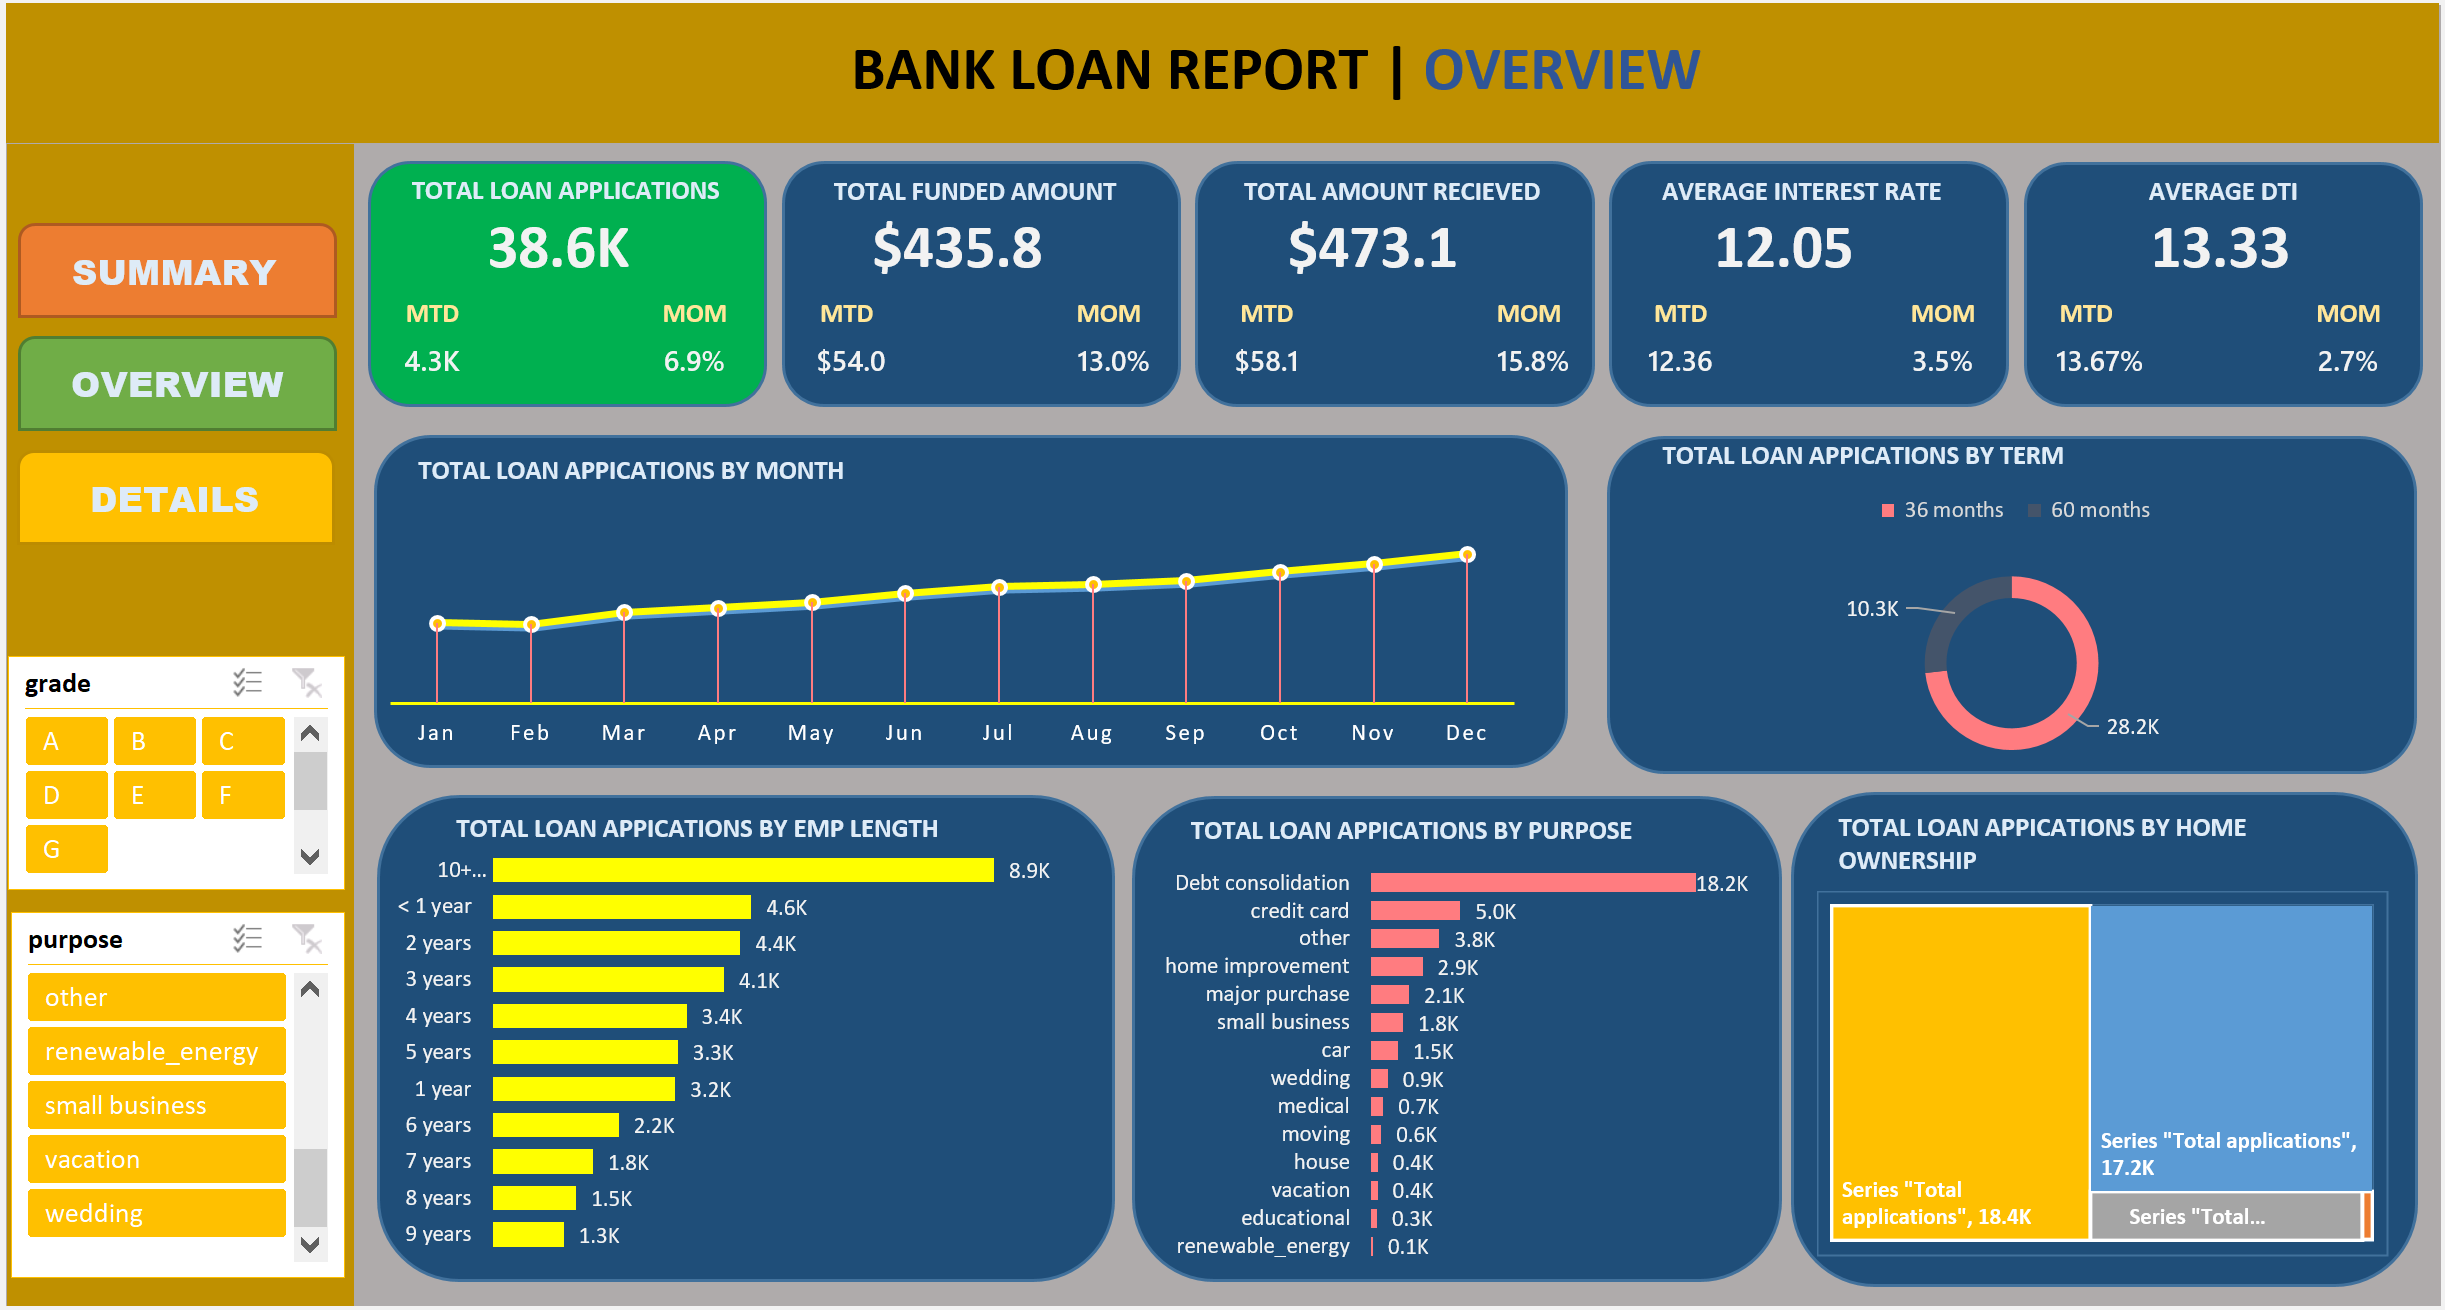 BANK LOAN REPORT | OVERVIEW
SUMMARY
OVERVIEW
DETAILS
grade
A B C
D E F
G
purpose
other
renewable_energy
small business
vacation
wedding
TOTAL LOAN APPLICATIONS
38.6K
MTD MOM
4.3K 6.9%
TOTAL FUNDED AMOUNT
$435.8
MTD MOM
$54.0 13.0%
TOTAL AMOUNT RECIEVED
$473.1
MTD MOM
$58.1 15.8%
AVERAGE INTEREST RATE
12.05
MTD MOM
12.36 3.5%
AVERAGE DTI
13.33
MTD MOM
13.67% 2.7%
TOTAL LOAN APPICATIONS BY MONTH
Jan Feb Mar Apr May Jun Jul Aug Sep Oct Nov Dec
TOTAL LOAN APPICATIONS BY TERM
36 months 60 months
10.3K
28.2K
TOTAL LOAN APPICATIONS BY EMP LENGTH
10+... 8.9K
< 1 year 4.6K
2 years 4.4K
3 years 4.1K
4 years 3.4K
5 years 3.3K
1 year 3.2K
6 years 2.2K
7 years 1.8K
8 years 1.5K
9 years 1.3K
TOTAL LOAN APPICATIONS BY PURPOSE
Debt consolidation 18.2K
credit card 5.0K
other 3.8K
home improvement 2.9K
major purchase 2.1K
small business 1.8K
car 1.5K
wedding 0.9K
medical 0.7K
moving 0.6K
house 0.4K
vacation 0.4K
educational 0.3K
renewable_energy 0.1K
TOTAL LOAN APPICATIONS BY HOME
OWNERSHIP
Series "Total
applications", 18.4K
Series "Total applications",
17.2K
Series "Total...